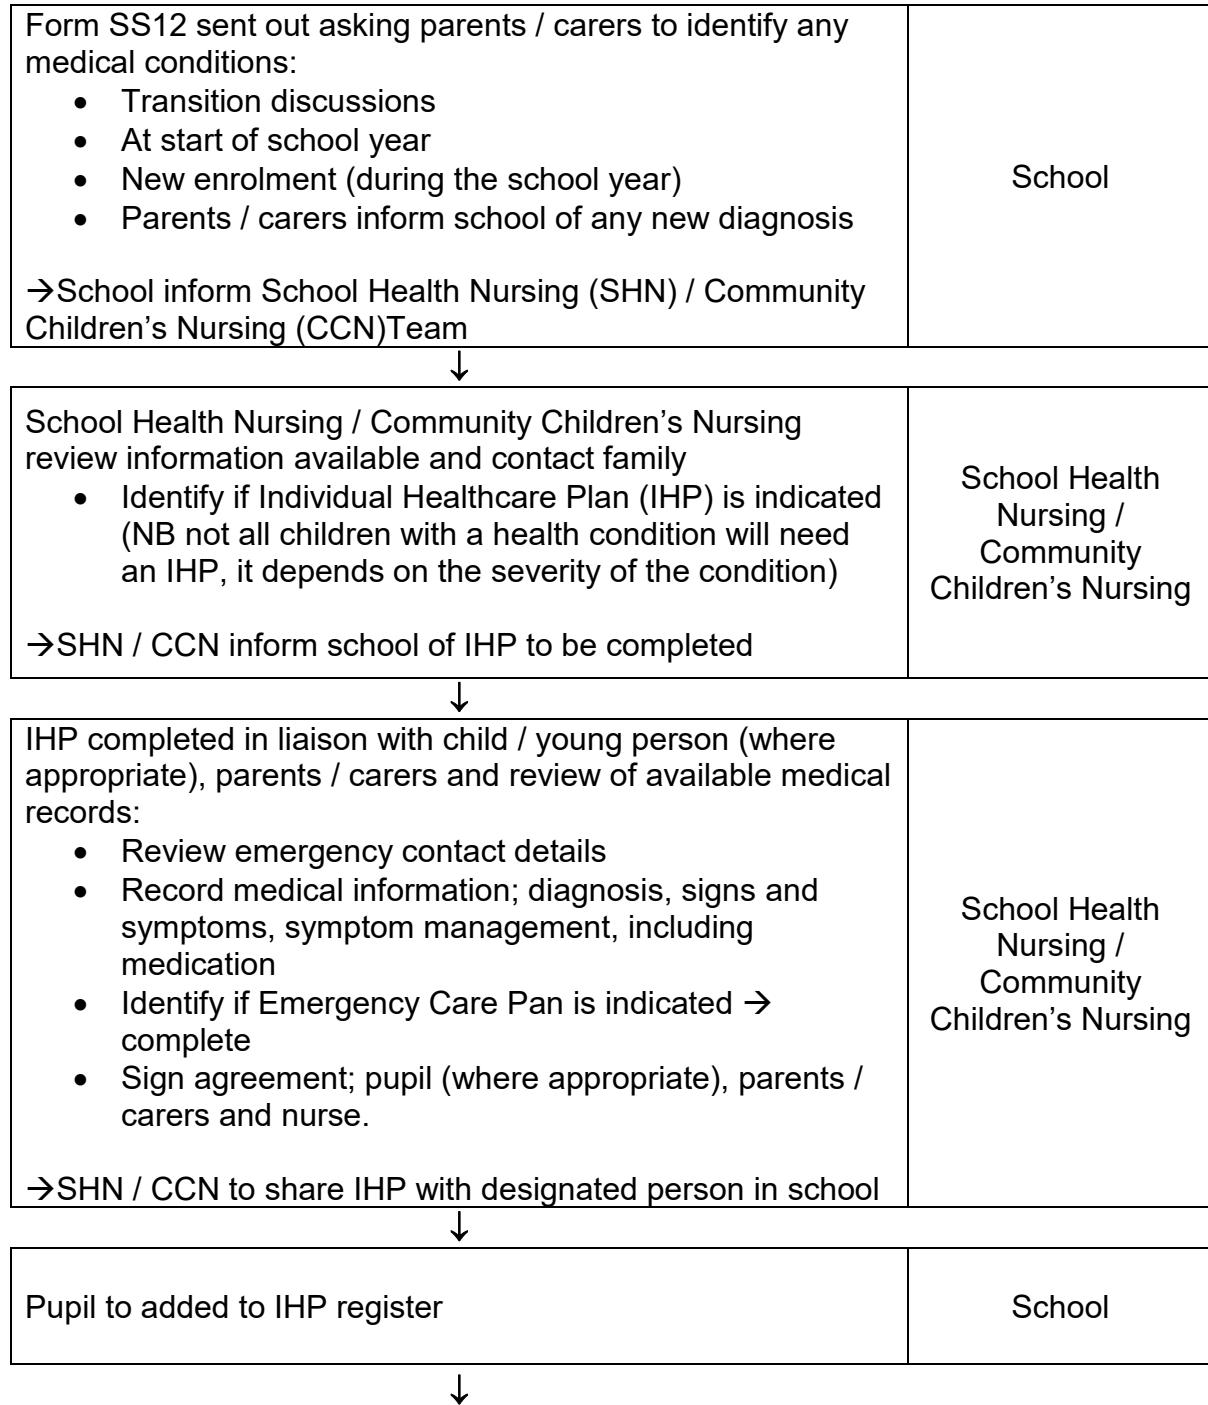 Form SS12 sent out asking parents / carers to identify any
medical conditions:
• Transition discussions
• At start of school year
• New enrolment (during the school year)
• Parents / carers inform school of any new diagnosis
→School inform School Health Nursing (SHN) / Community
Children’s Nursing (CCN)Team
School
↓
School Health Nursing / Community Children’s Nursing
review information available and contact family
• Identify if Individual Healthcare Plan (IHP) is indicated
(NB not all children with a health condition will need
an IHP, it depends on the severity of the condition)
→SHN / CCN inform school of IHP to be completed
School Health
Nursing /
Community
Children’s Nursing
↓
IHP completed in liaison with child / young person (where
appropriate), parents / carers and review of available medical
records:
• Review emergency contact details
• Record medical information; diagnosis, signs and
symptoms, symptom management, including
medication
• Identify if Emergency Care Pan is indicated →
complete
• Sign agreement; pupil (where appropriate), parents /
carers and nurse.
→SHN / CCN to share IHP with designated person in school
School Health
Nursing /
Community
Children’s Nursing
↓
Pupil to added to IHP register
School
↓